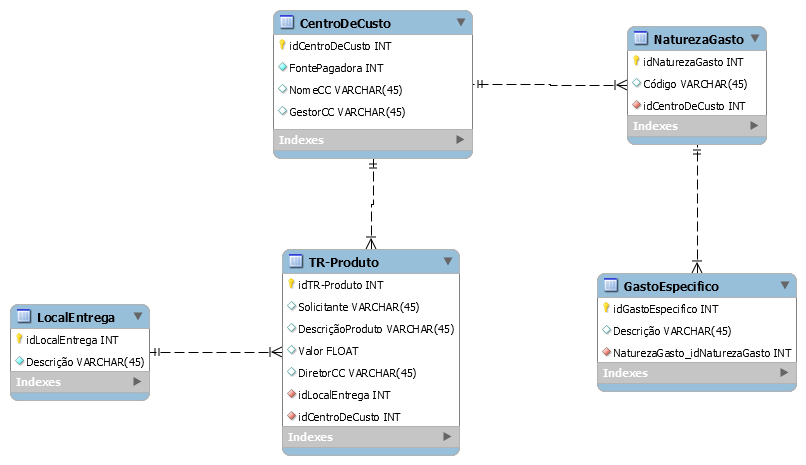 CentroDeCusto
idCentroDeCusto INT
FontePagadora INT
NomeCC VARCHAR(45)
GestorCC VARCHAR(45)
Indexes
NaturezaGasto
idNaturezaGasto INT
Código VARCHAR(45)
idCentroDeCusto INT
Indexes
TR-Produto
idTR-Produto INT
Solicitante VARCHAR(45)
DescriçãoProduto VARCHAR(45)
Valor FLOAT
DiretorCC VARCHAR(45)
idLocalEntrega INT
idCentroDeCusto INT
Indexes
GastoEspecifico
idGastoEspecifico INT
Descrição VARCHAR(45)
NaturezaGasto_idNaturezaGasto INT
Indexes
LocalEntrega
idLocalEntrega INT
Descrição VARCHAR(45)
Indexes